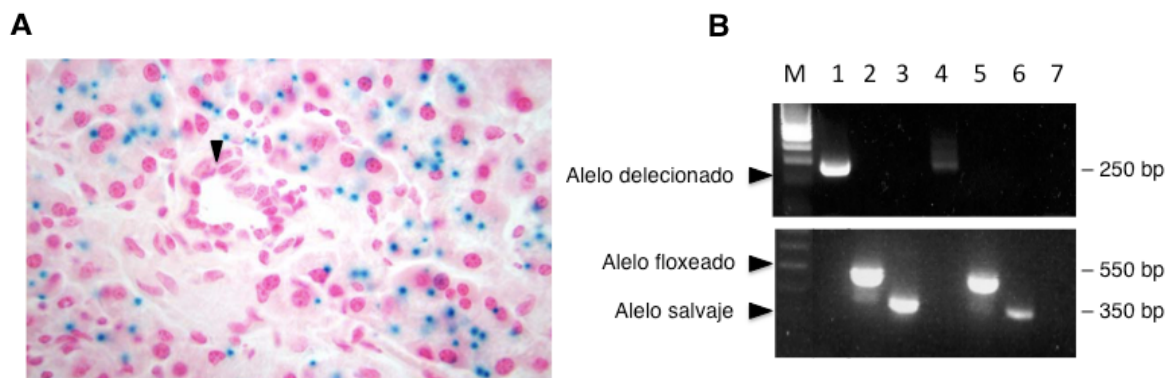 A
B
M 1 2 3 4 5 6 7
Alelo delecionado
– 250 bp
Alelo floxeado
– 550 bp
Alelo salvaje
– 350 bp